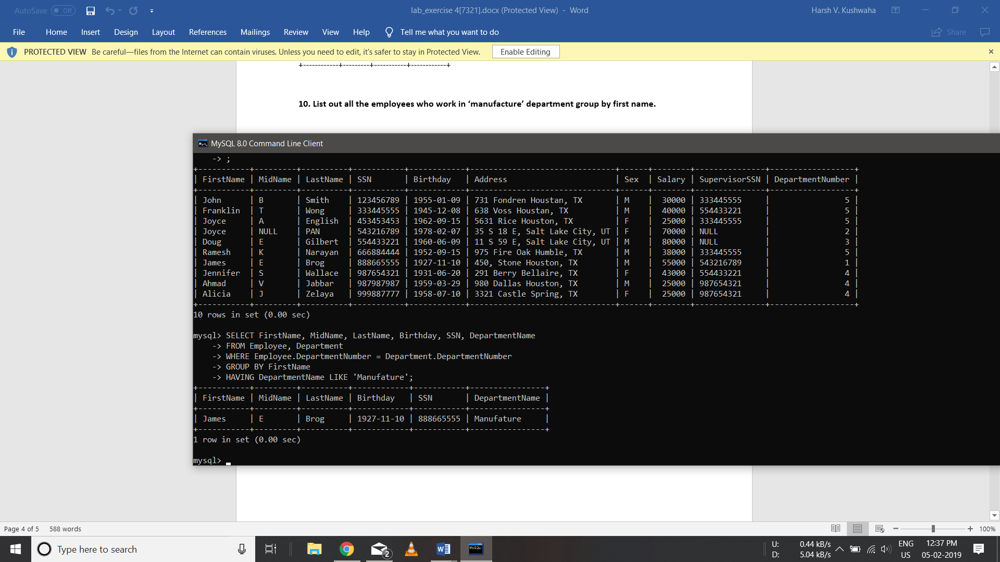 AutoSave Off lab_exercise 4[7321].docx (Protected View) - Word Harsh V. Kushwaha
File Home Insert Design Layout References Mailings Review View Help Tell me what you want to do Share
PROTECTED VIEW Be careful—files from the Internet can contain viruses. Unless you need to edit, it's safer to stay in Protected View. Enable Editing
+------------+---------+-----------+------------+
10. List out all the employees who work in ‘manufacture’ department group by first name.
MySQL 8.0 Command Line Client
-> ;
+-----------+---------+----------+-----------+------------+-------------------------------+------+--------+---------------+------------------+
| FirstName | MidName | LastName | SSN | Birthday | Address | Sex | Salary | SupervisorSSN | DepartmentNumber |
+-----------+---------+----------+-----------+------------+-------------------------------+------+--------+---------------+------------------+
| John | B | Smith | 123456789 | 1955-01-09 | 731 Fondren Houstan, TX | M | 30000 | 333445555 | 5 |
| Franklin | T | Wong | 333445555 | 1945-12-08 | 638 Voss Houstan, TX | M | 40000 | 554433221 | 5 |
| Joyce | A | English | 453453453 | 1962-09-15 | 5631 Rice Houston, TX | F | 25000 | 333445555 | 5 |
| Joyce | NULL | PAN | 543216789 | 1978-02-07 | 35 S 18 E, Salt Lake City, UT | F | 70000 | NULL | 2 |
| Doug | E | Gilbert | 554433221 | 1960-06-09 | 11 S 59 E, Salt Lake City, UT | M | 80000 | NULL | 3 |
| Ramesh | K | Narayan | 666884444 | 1952-09-15 | 975 Fire Oak Humble, TX | M | 38000 | 333445555 | 5 |
| James | E | Brog | 888665555 | 1927-11-10 | 450, Stone Houston, TX | M | 55000 | 543216789 | 1 |
| Jennifer | S | Wallace | 987654321 | 1931-06-20 | 291 Berry Bellaire, TX | F | 43000 | 554433221 | 4 |
| Ahmad | V | Jabbar | 987987987 | 1959-03-29 | 980 Dallas Houston, TX | M | 25000 | 987654321 | 4 |
| Alicia | J | Zelaya | 999887777 | 1958-07-10 | 3321 Castle Spring, TX | F | 25000 | 987654321 | 4 |
+-----------+---------+----------+-----------+------------+-------------------------------+------+--------+---------------+------------------+
10 rows in set (0.00 sec)
mysql> SELECT FirstName, MidName, LastName, Birthday, SSN, DepartmentName
-> FROM Employee, Department
-> WHERE Employee.DepartmentNumber = Department.DepartmentNumber
-> GROUP BY FirstName
-> HAVING DepartmentName LIKE 'Manufature';
+-----------+---------+----------+------------+-----------+----------------+
| FirstName | MidName | LastName | Birthday | SSN | DepartmentName |
+-----------+---------+----------+------------+-----------+----------------+
| James | E | Brog | 1927-11-10 | 888665555 | Manufature |
+-----------+---------+----------+------------+-----------+----------------+
1 row in set (0.00 sec)
mysql>
Page 4 of 5 588 words 100%
Type here to search
2
MySQL
U: 0.44 kB/s
D: 5.04 kB/s
ENG
US
12:37 PM
05-02-2019